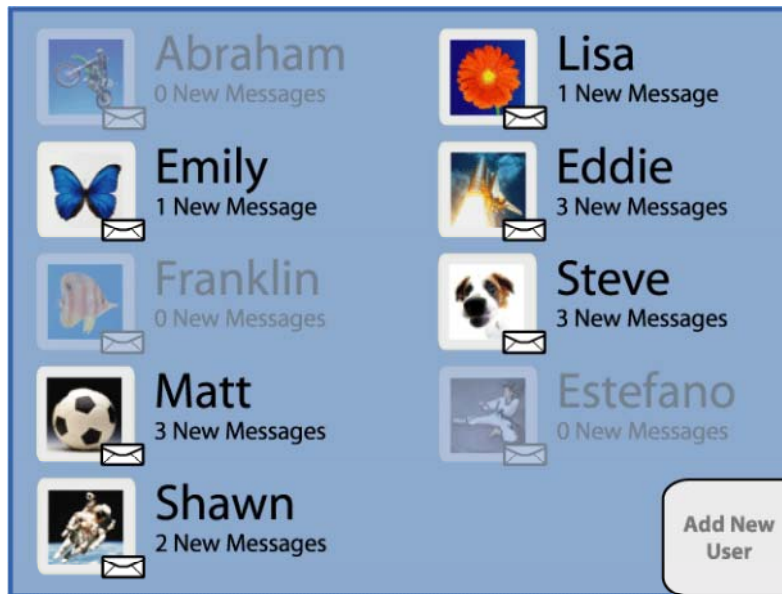 Abraham
0 New Messages
Emily
1 New Message
Franklin
0 New Messages
Matt
3 New Messages
Shawn
2 New Messages
Lisa
1 New Message
Eddie
3 New Messages
Steve
3 New Messages
Estefano
0 New Messages
Add New
User